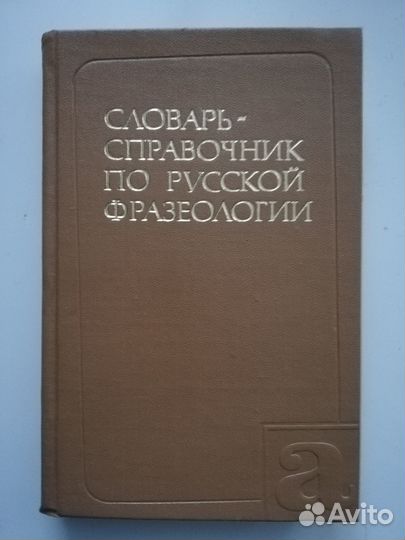 СЛОВАРЬ-
СПРАВОЧНИК
ПО РУССКОЙ
ФРАЗЕОЛОГИИ
а
Avito